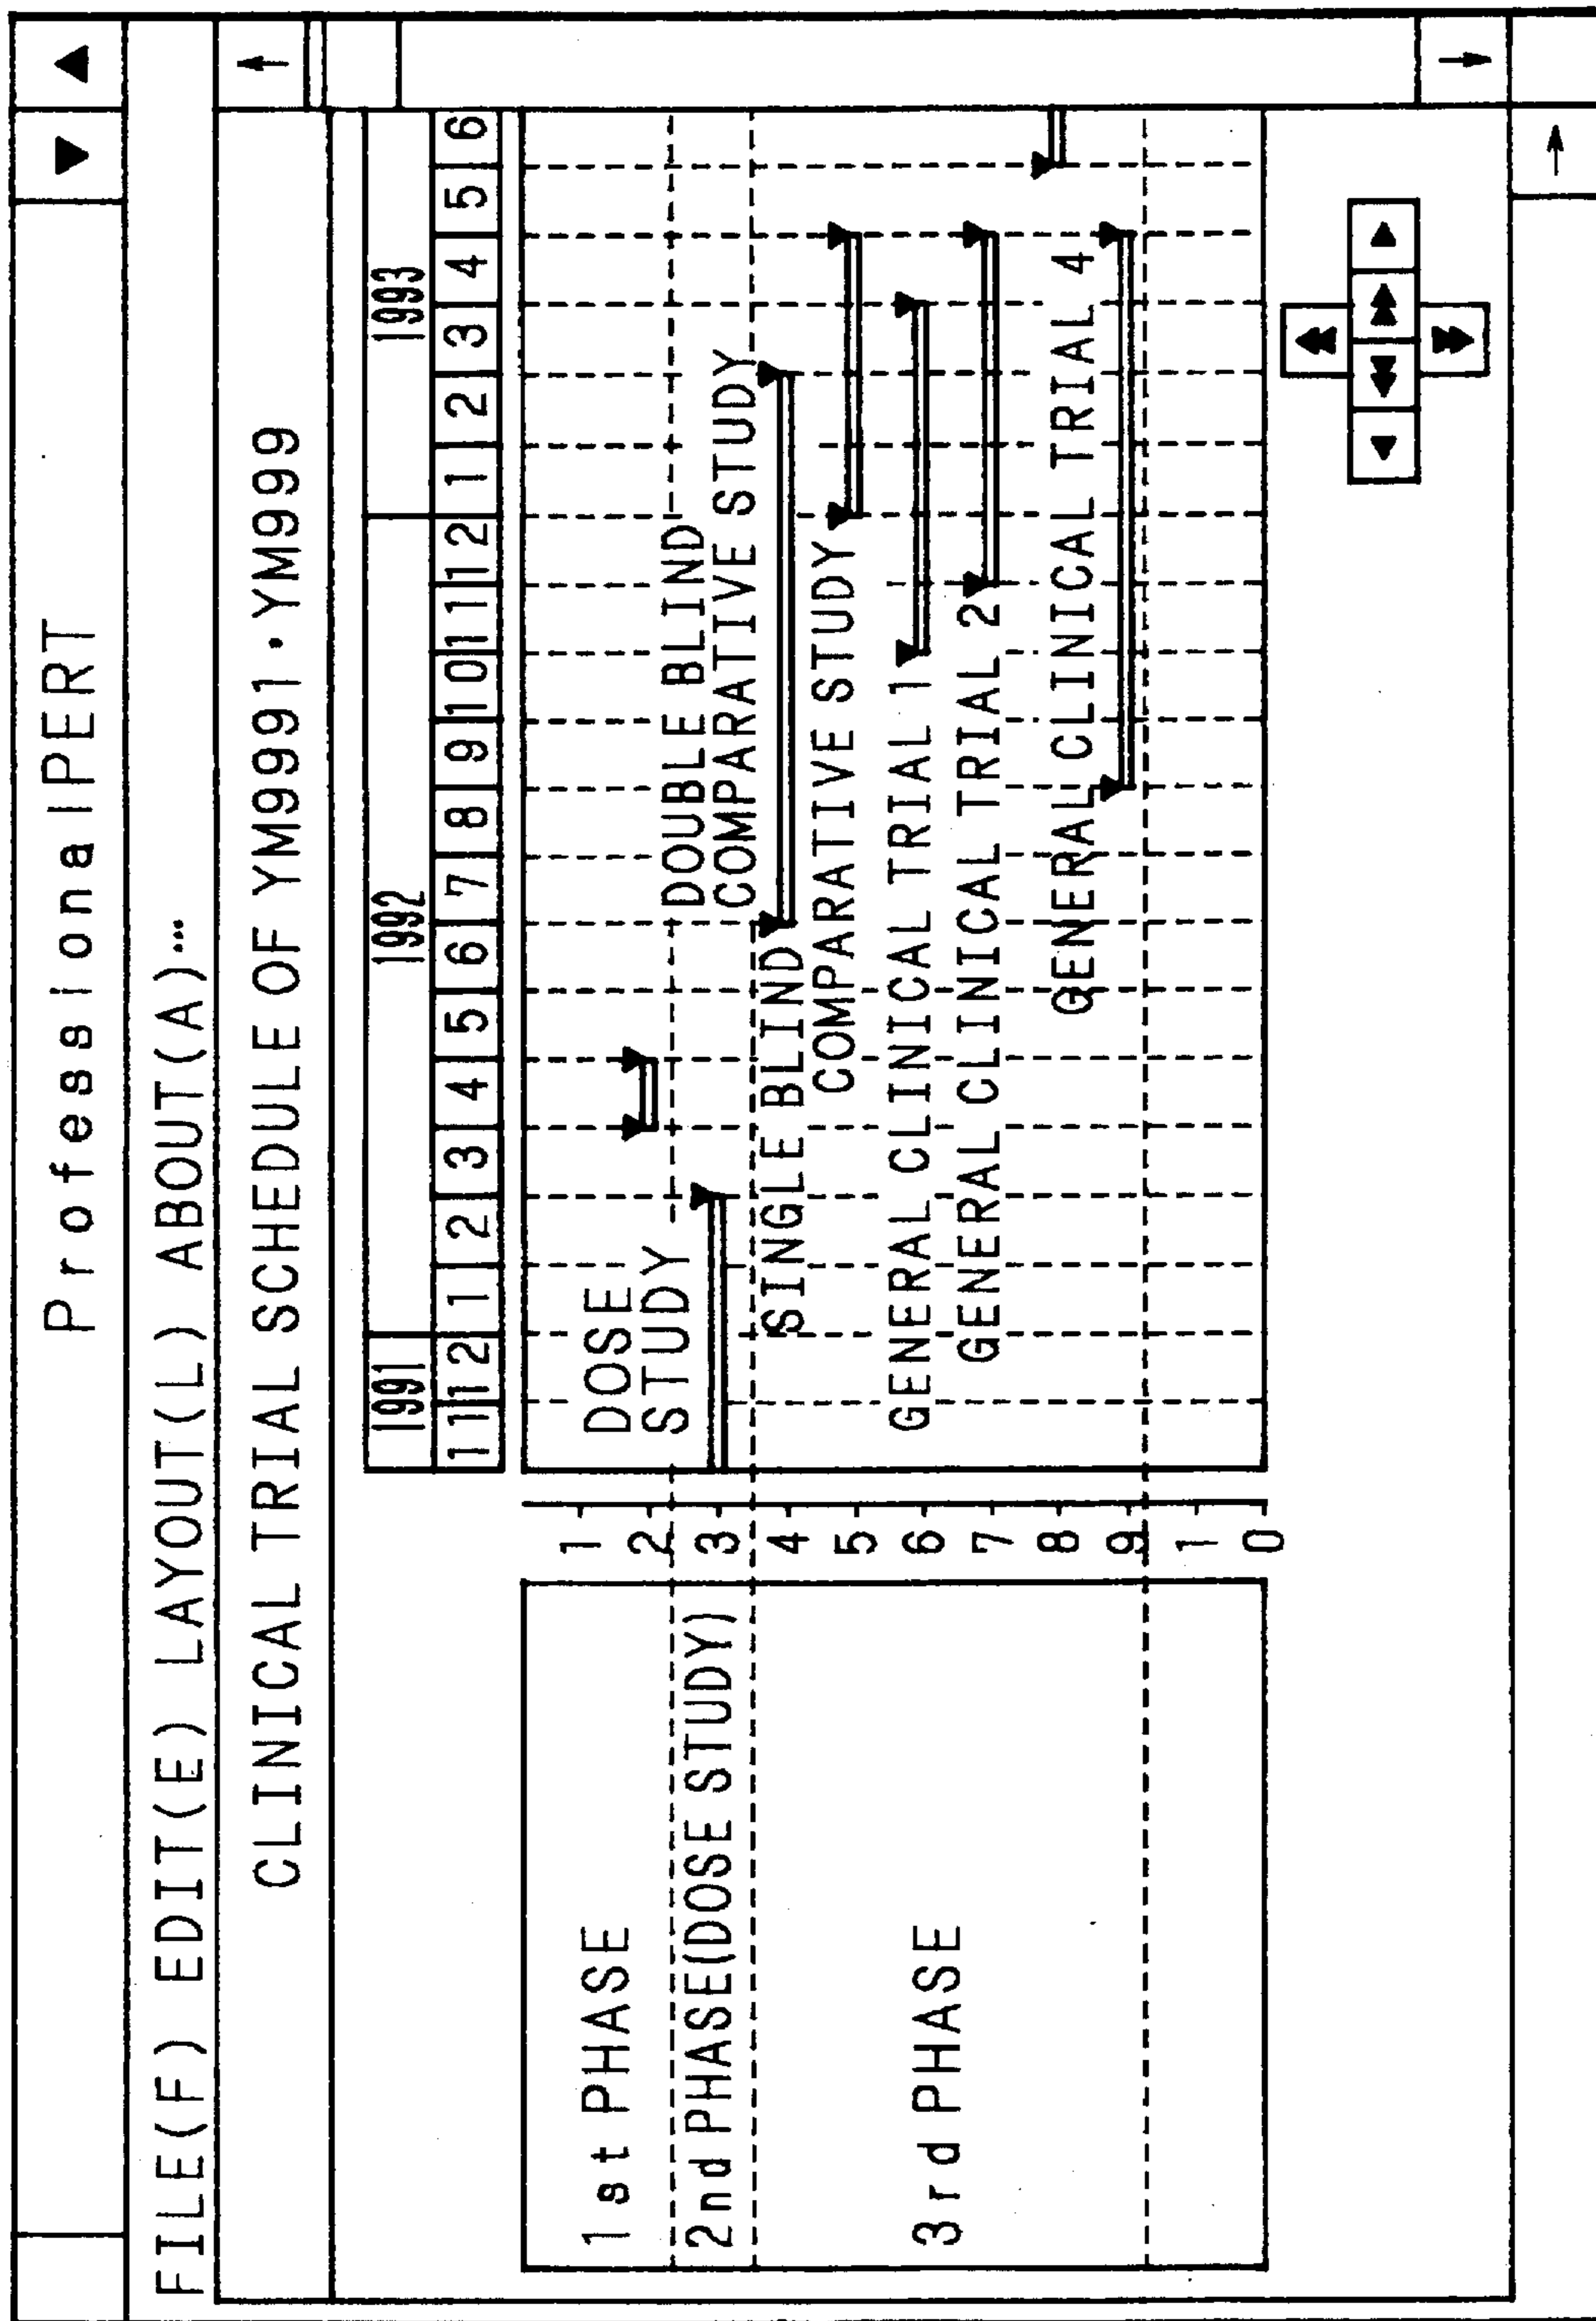 ProfessionalPERT
FILE(F) EDIT(E) LAYOUT(L) ABOUT(A)…
CLINICAL TRIAL SCHEDULE OF YM9991・YM999
1991 1992 1993
11 12 1 2 3 4 5 6 7 8 9 10 11 12 1 2 3 4 5 6
1st PHASE
2nd PHASE(DOSE STUDY)
3rd PHASE
1
2
3
4
5
6
7
8
9
1
0
DOSE
STUDY
DOUBLE BLIND
COMPARATIVE STUDY
SINGLE BLIND
COMPARATIVE STUDY
GENERAL CLINICAL TRIAL 1
GENERAL CLINICAL TRIAL 2
GENERAL CLINICAL TRIAL 4